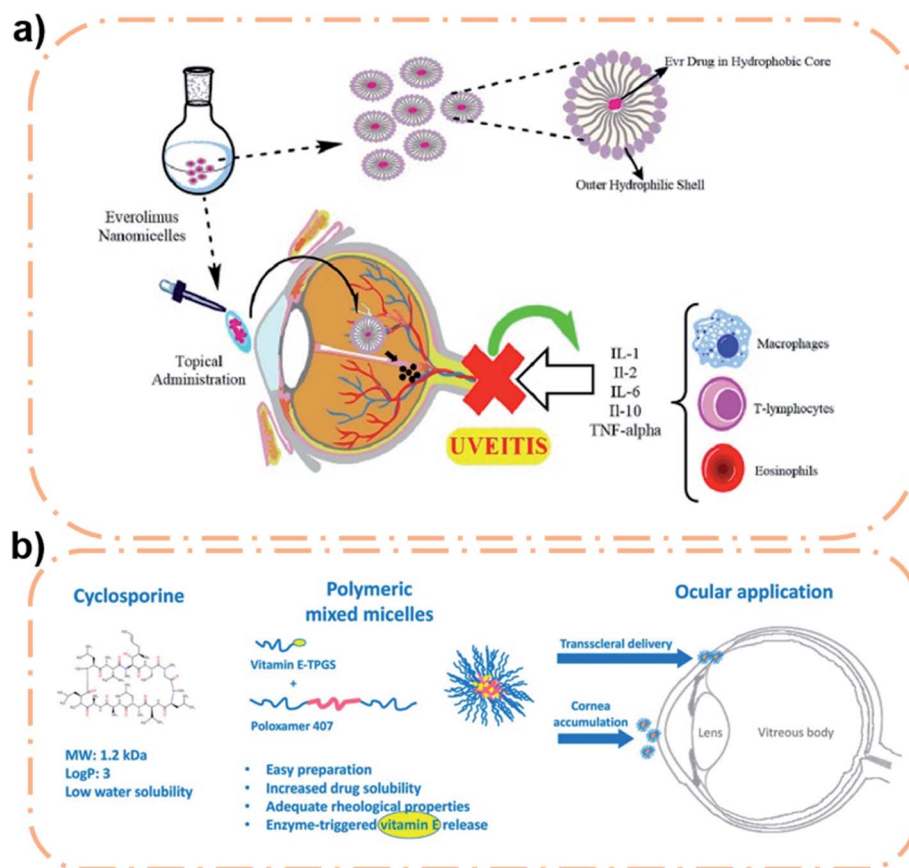 a)
Evr Drug in Hydrophobic Core
Outer Hydrophilic Shell
Everolimus
Nanomicelles
Topical
Administration
UVEITIS
IL-1
Il-2
IL-6
Il-10
TNF-alpha
Macrophages
T-lymphocytes
Eosinophils
b)
Cyclosporine
MW: 1.2 kDa
LogP: 3
Low water solubility
Polymeric
mixed micelles
Vitamin E-TPGS
+
Poloxamer 407
• Easy preparation
• Increased drug solubility
• Adequate rheological properties
• Enzyme-triggered vitamin E release
Ocular application
Transscleral delivery
Cornea
accumulation
Lens
Vitreous body